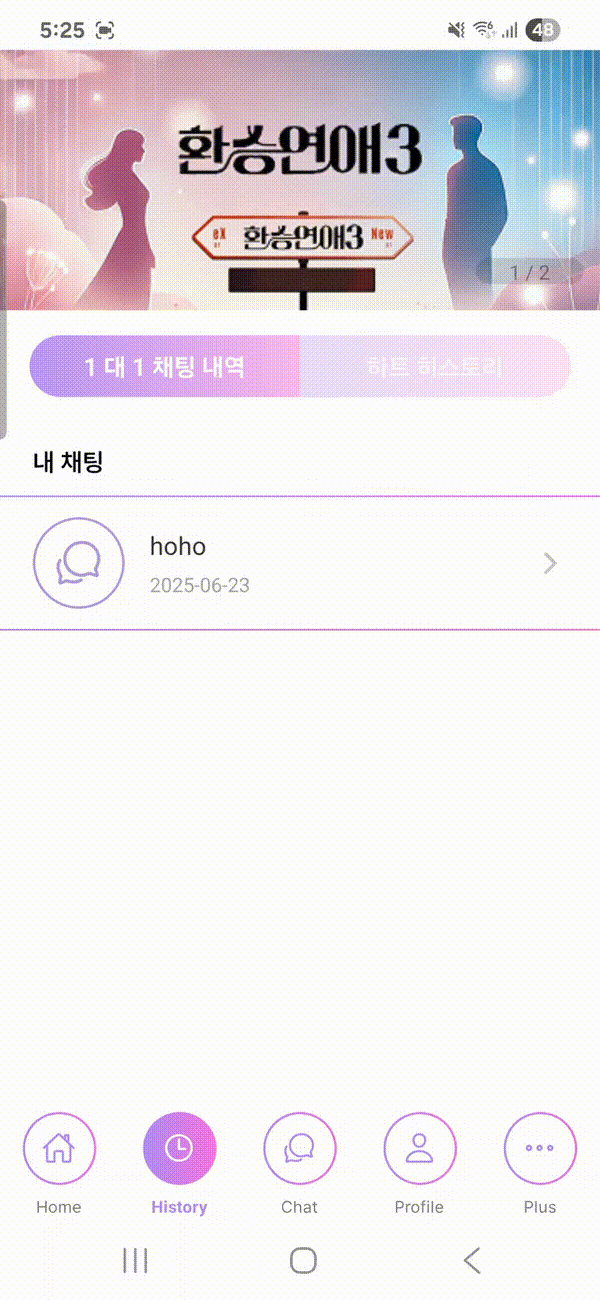 5:25
48
환승연애3
eX 환승연애3 New
1 / 2
1 대 1 채팅 내역
하트 히스토리
내 채팅
hoho
2025-06-23
Home
History
Chat
Profile
Plus